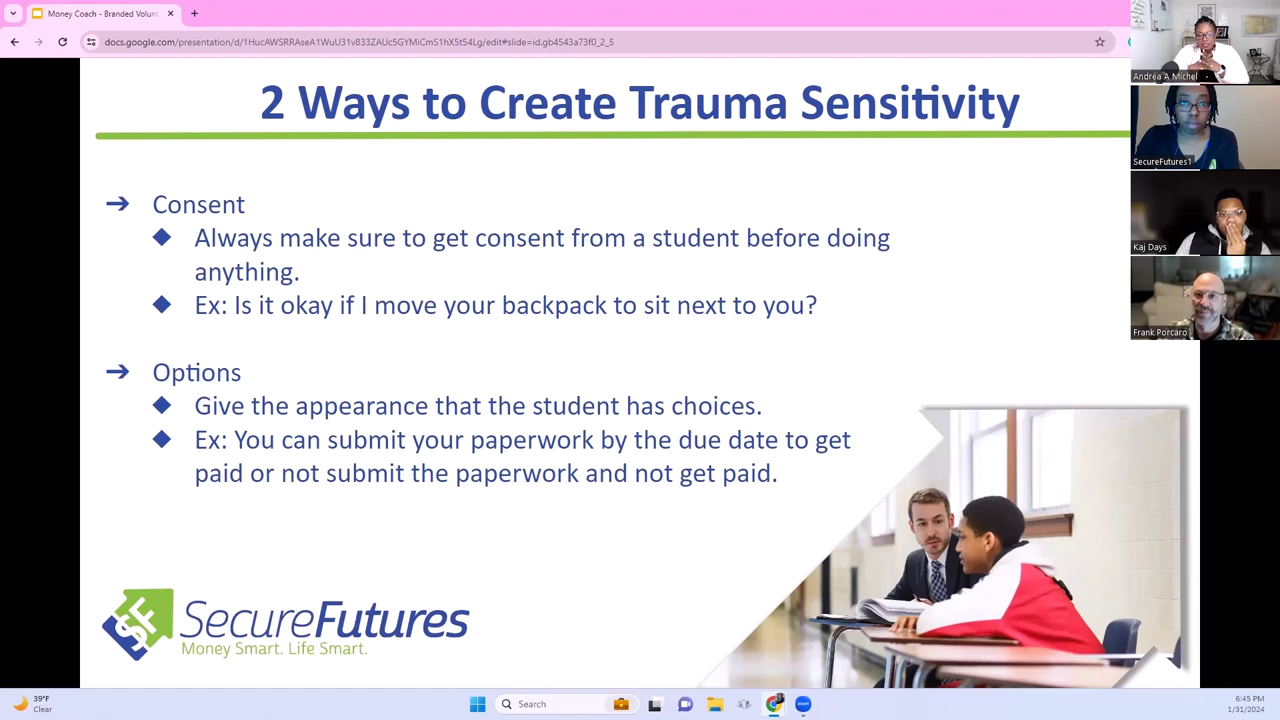 Money Coach - Branded Volun
docs.google.com/presentation/d/1HucAWSRRAseA1WuU31v833ZAUc5GYMiCmS1hX5t54Lg/edit#slide=id.gb4543a73f0_2_5
2 Ways to Create Trauma Sensitivity
➔ Consent
◆ Always make sure to get consent from a student before doing
anything.
◆ Ex: Is it okay if I move your backpack to sit next to you?
➔ Options
◆ Give the appearance that the student has choices.
◆ Ex: You can submit your paperwork by the due date to get
paid or not submit the paperwork and not get paid.
SF
SecureFutures
Money Smart. Life Smart.
Andréa A Michel
SecureFutures1
Kaj Days
Frank Porcaro
39°F
Clear
Search
zoom
6:45 PM
1/31/2024